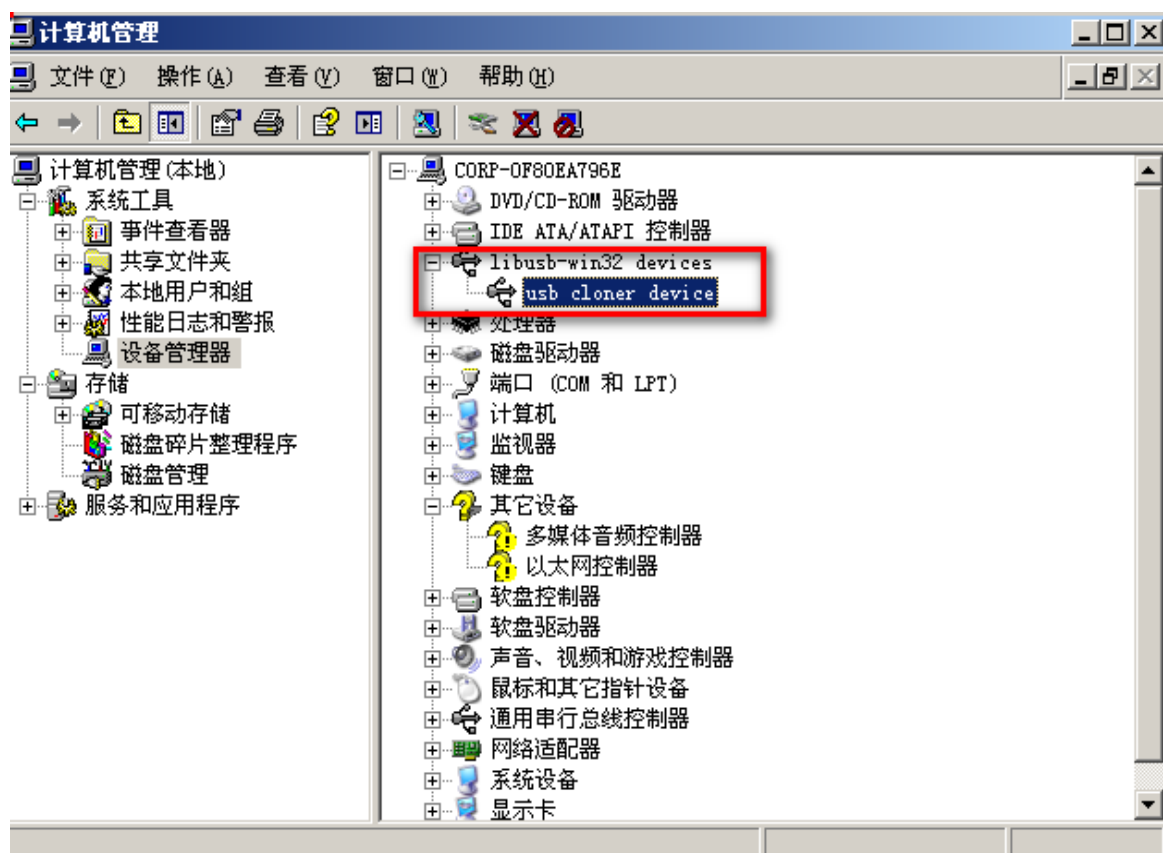 计算机管理
文件(F) 操作(A) 查看(V) 窗口(W) 帮助(H)
计算机管理(本地)
系统工具
事件查看器
共享文件夹
本地用户和组
性能日志和警报
设备管理器
存储
可移动存储
磁盘碎片整理程序
磁盘管理
服务和应用程序
CORP-0F80EA796E
DVD/CD-ROM 驱动器
IDE ATA/ATAPI 控制器
libusb-win32 devices
usb cloner device
处理器
磁盘驱动器
端口 (COM 和 LPT)
计算机
监视器
键盘
其它设备
多媒体音频控制器
以太网控制器
软盘控制器
软盘驱动器
声音、视频和游戏控制器
鼠标和其它指针设备
通用串行总线控制器
网络适配器
系统设备
显示卡